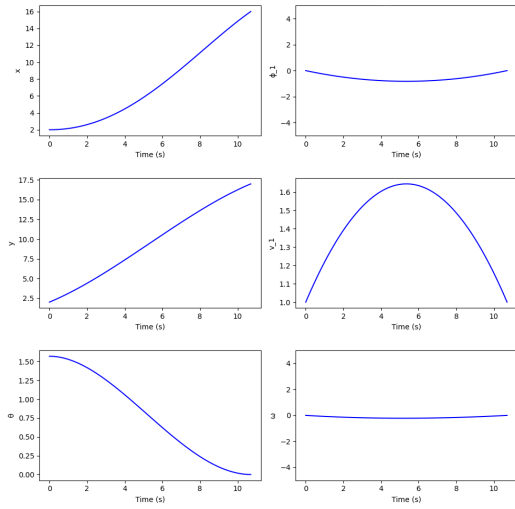 16
14
12
10
8
6
4
2
x
0 2 4 6 8 10
Time (s)
4
2
0
−2
−4
ϕ_1
0 2 4 6 8 10
Time (s)
17.5
15.0
12.5
10.0
7.5
5.0
2.5
y
0 2 4 6 8 10
Time (s)
1.6
1.5
1.4
1.3
1.2
1.1
1.0
v_1
0 2 4 6 8 10
Time (s)
1.50
1.25
1.00
0.75
0.50
0.25
0.00
θ
0 2 4 6 8 10
Time (s)
4
2
0
−2
−4
ω
0 2 4 6 8 10
Time (s)